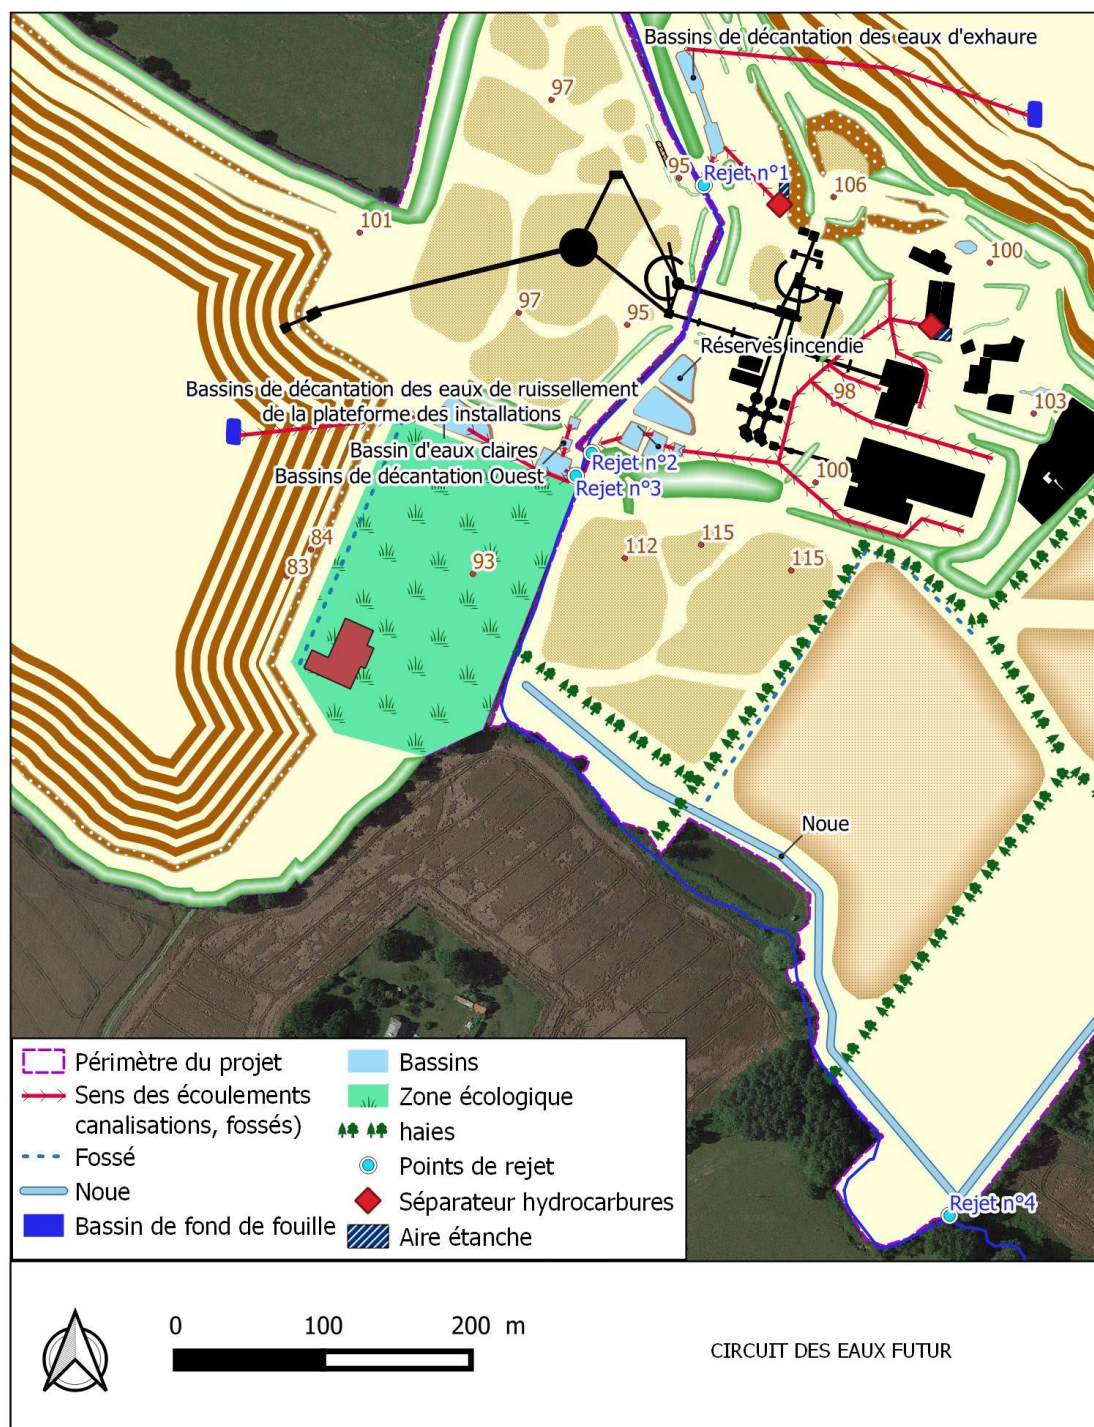 Bassins de décantation des eaux d'exhaure
97
95
Rejet n°1
106
101
100
97
95
Réserves incendie
Bassins de décantation des eaux de ruissellement
de la plateforme des installations
98
103
Bassin d'eaux claires
Rejet n°2
Bassins de décantation Ouest
Rejet n°3
100
84
83
93
112
115
115
Noue
Périmètre du projet
Sens des écoulements
canalisations, fossés)
Fossé
Noue
Bassin de fond de fouille
Bassins
Zone écologique
haies
Points de rejet
Séparateur hydrocarbures
Aire étanche
Rejet n°4
0 100 200 m
CIRCUIT DES EAUX FUTUR